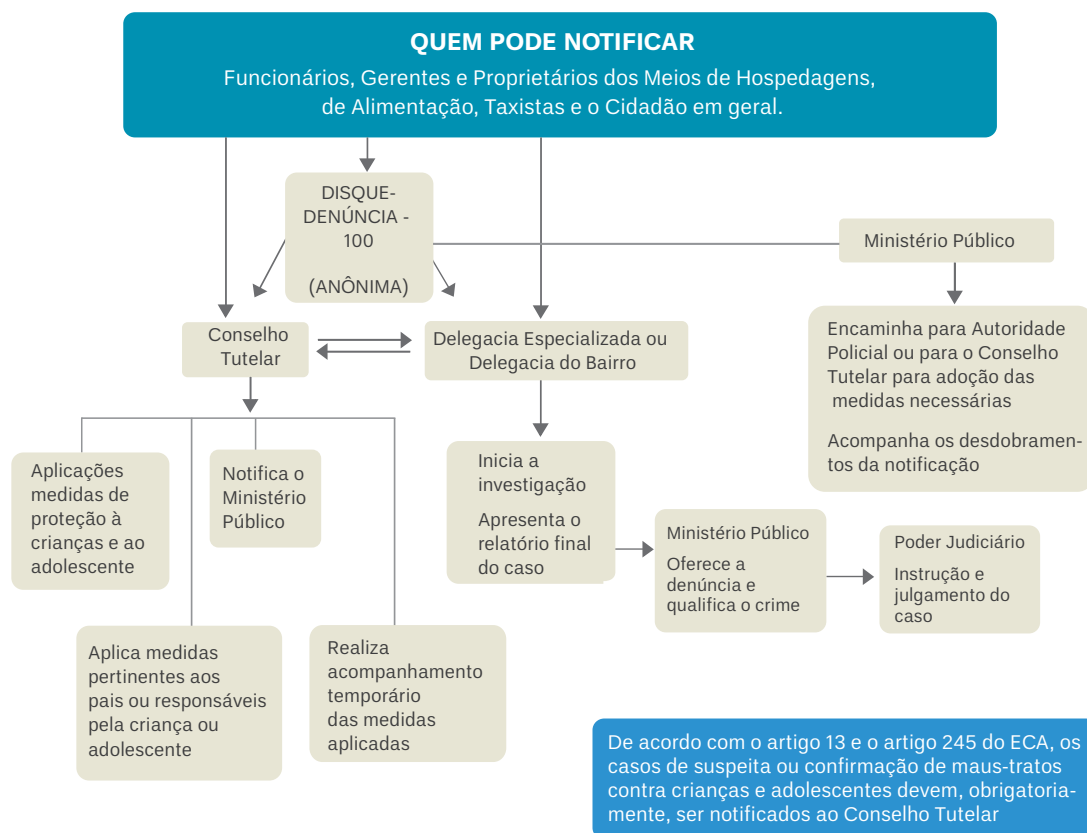 QUEM PODE NOTIFICAR
Funcionários, Gerentes e Proprietários dos Meios de Hospedagens,
de Alimentação, Taxistas e o Cidadão em geral.
DISQUE-
DENÚNCIA -
100
(ANÔNIMA)
Ministério Público
Encaminha para Autoridade
Policial ou para o Conselho
Tutelar para adoção das
medidas necessárias
Acompanha os desdobramen-
tos da notificação
Conselho
Tutelar
Delegacia Especializada ou
Delegacia do Bairro
Aplicações
medidas de
proteção à
crianças e ao
adolescente
Notifica o
Ministério
Público
Inicia a
investigação
Apresenta o
relatório final
do caso
Ministério Público
Oferece a
denúncia e
qualifica o crime
Poder Judiciário
Instrução e
julgamento do
caso
Aplica medidas
pertinentes aos
pais ou responsáveis
pela criança ou
adolescente
Realiza
acompanhamento
temporário
das medidas
aplicadas
De acordo com o artigo 13 e o artigo 245 do ECA, os
casos de suspeita ou confirmação de maus-tratos
contra crianças e adolescentes devem, obrigatoria-
mente, ser notificados ao Conselho Tutelar